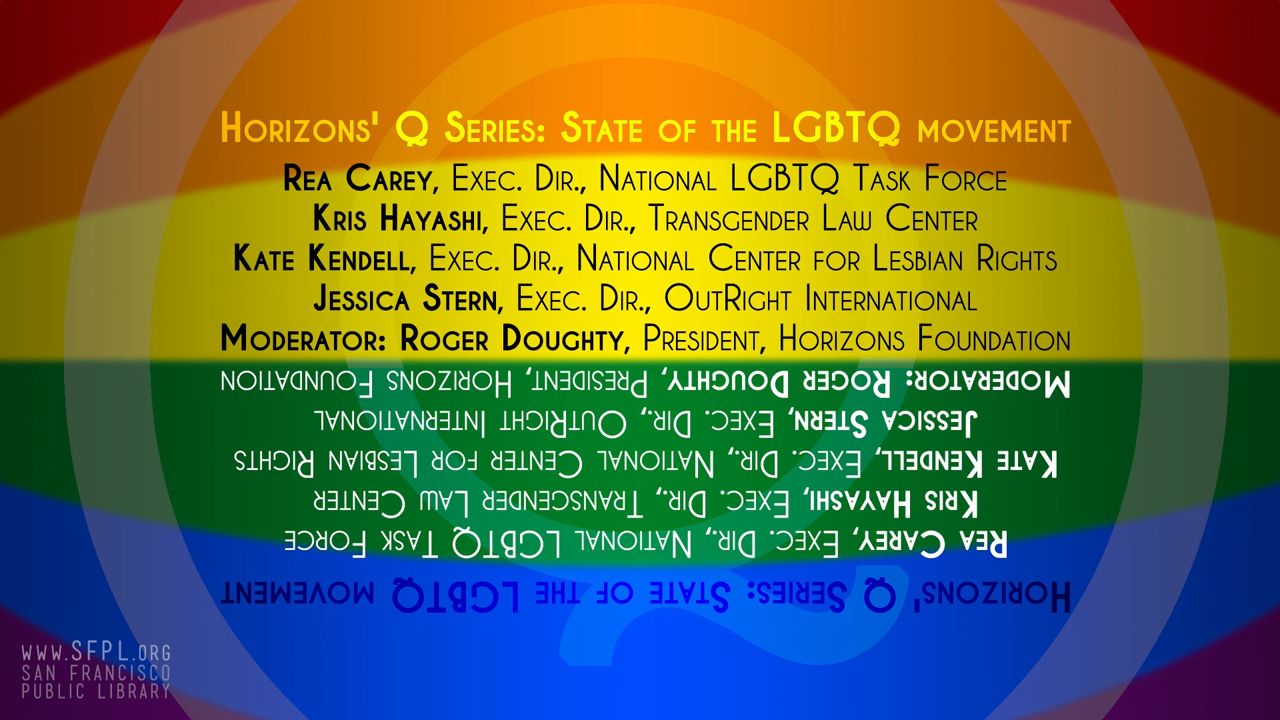 Horizons' Q Series: State of the LGBTQ movement
Rea Carey, Exec. Dir., National LGBTQ Task Force
Kris Hayashi, Exec. Dir., Transgender Law Center
Kate Kendell, Exec. Dir., National Center for Lesbian Rights
Jessica Stern, Exec. Dir., OutRight International
Moderator: Roger Doughty, President, Horizons Foundation
Moderator: Roger Doughty, President, Horizons Foundation
Jessica Stern, Exec. Dir., OutRight International
Kate Kendell, Exec. Dir., National Center for Lesbian Rights
Kris Hayashi, Exec. Dir., Transgender Law Center
Rea Carey, Exec. Dir., National LGBTQ Task Force
Horizons' Q Series: State of the LGBTQ movement
www.SFPL.org
San Francisco
Public Library